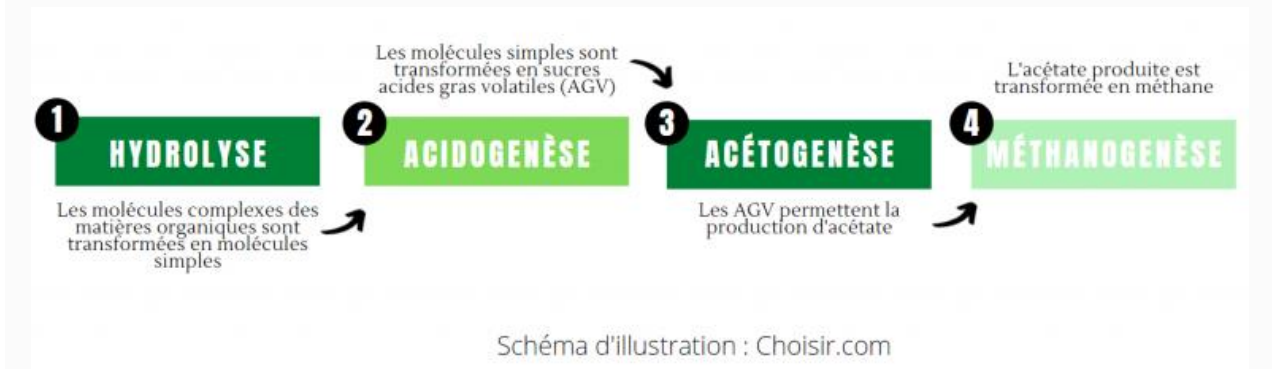 1
HYDROLYSE
Les molécules complexes des
matières organiques sont
transformées en molécules
simples
Les molécules simples sont
transformées en sucres
acides gras volatiles (AGV)
2
ACIDOGENÈSE
3
ACÉTOGENÈSE
Les AGV permettent la
production d'acétate
L'acétate produite est
transformée en méthane
4
MÉTHANOGENÈSE
Schéma d'illustration : Choisir.com